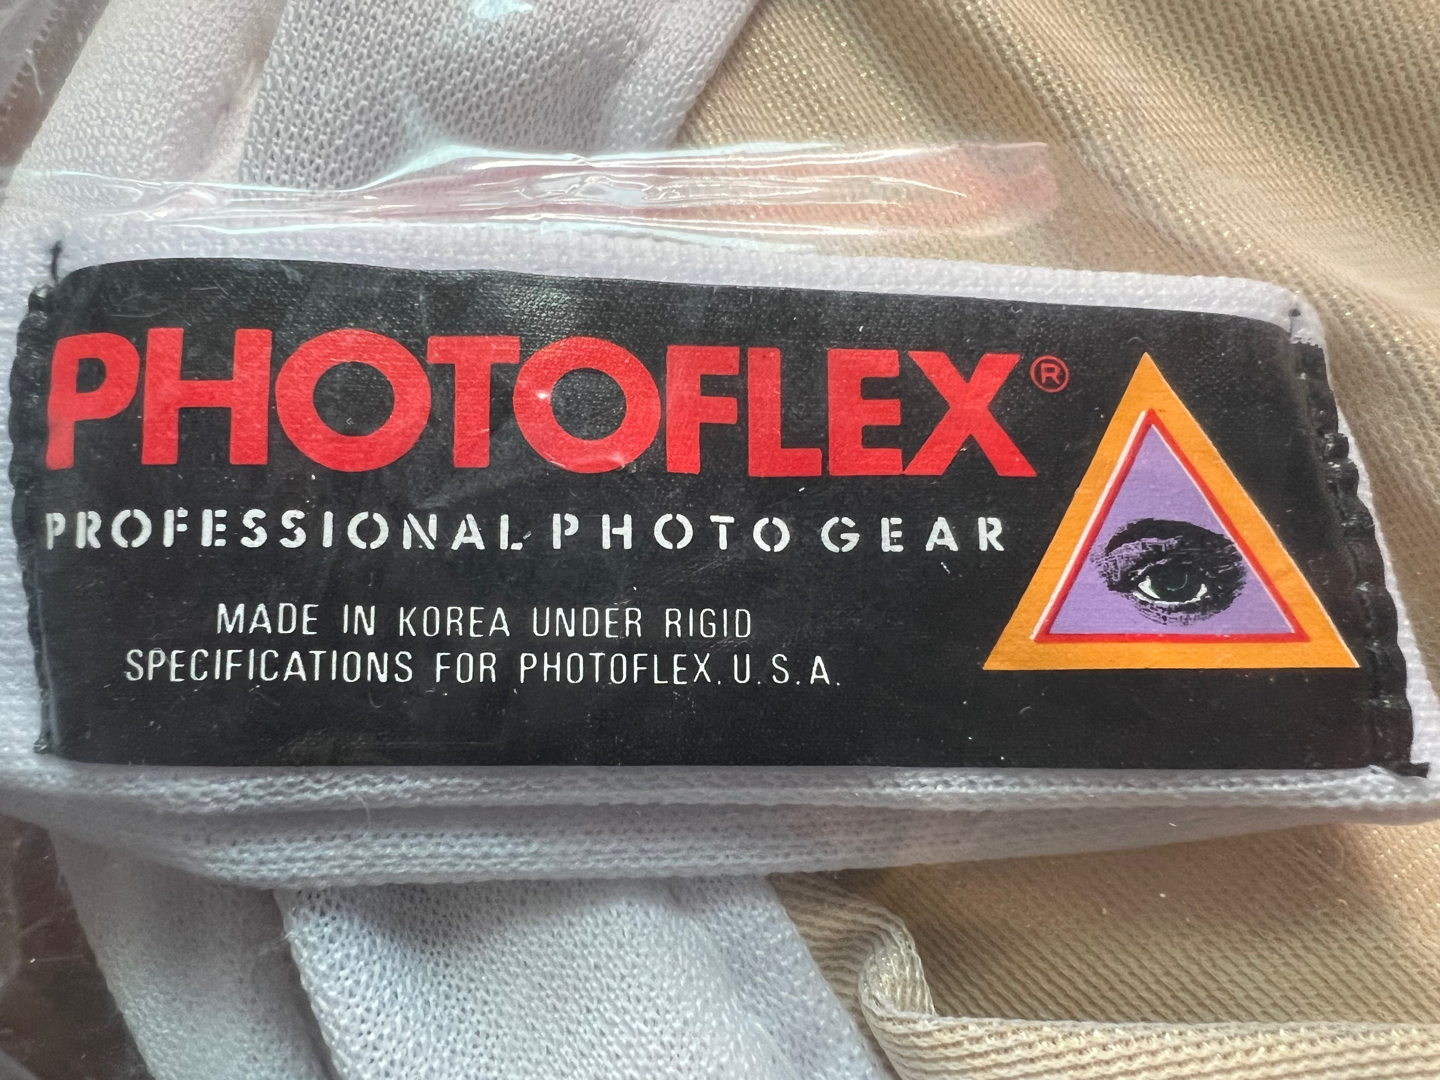 PHOTOFLEX®
PROFESSIONAL PHOTO GEAR
MADE IN KOREA UNDER RIGID
SPECIFICATIONS FOR PHOTOFLEX. U.S.A.